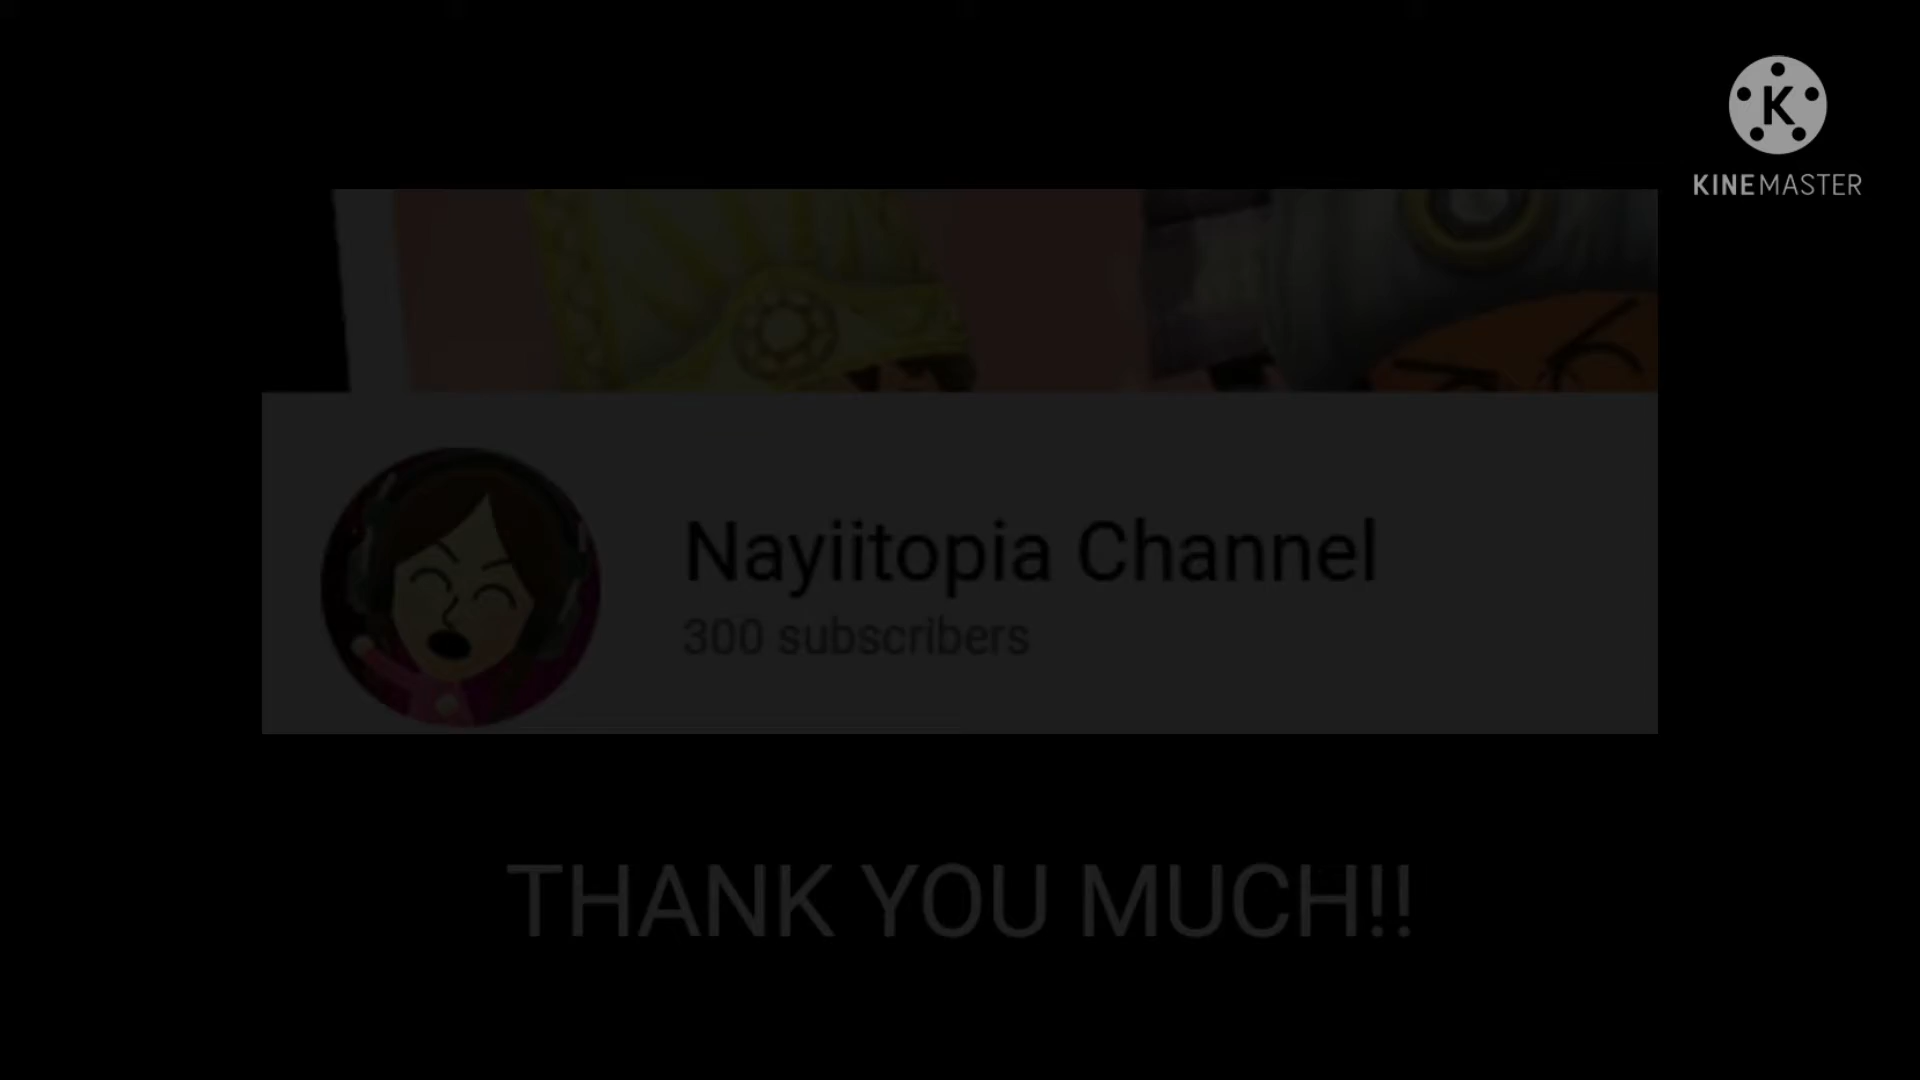 K
KINEMASTER
Nayiitopia Channel
300 subscribers
THANK YOU MUCH!!